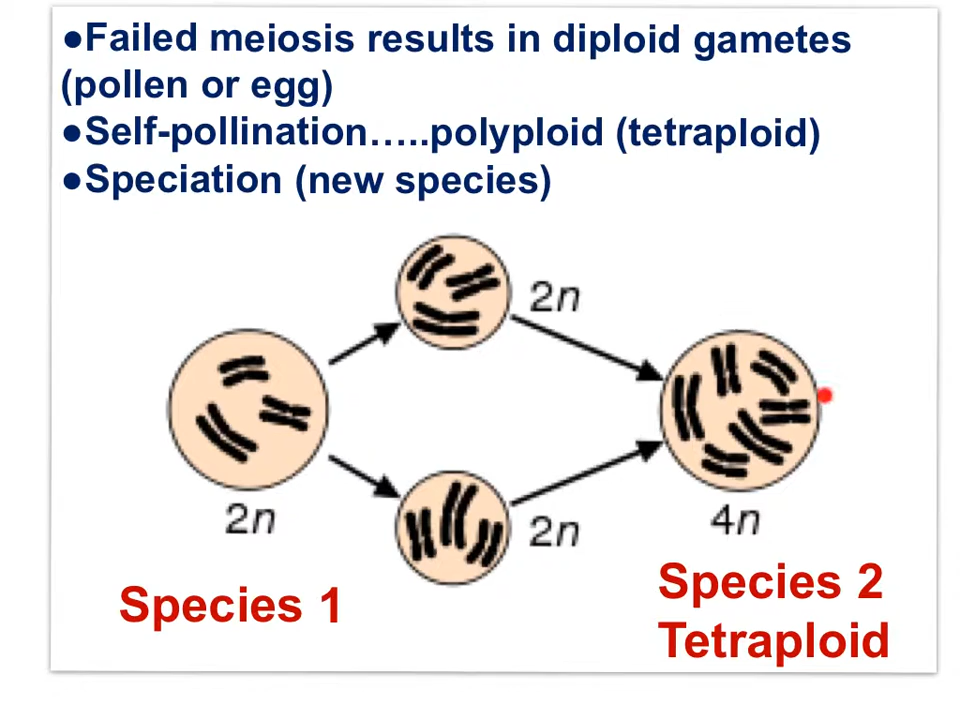 ●Failed meiosis results in diploid gametes
(pollen or egg)
●Self-pollination…..polyploid (tetraploid)
●Speciation (new species)
2n
2n
2n
4n
Species 1
Species 2
Tetraploid